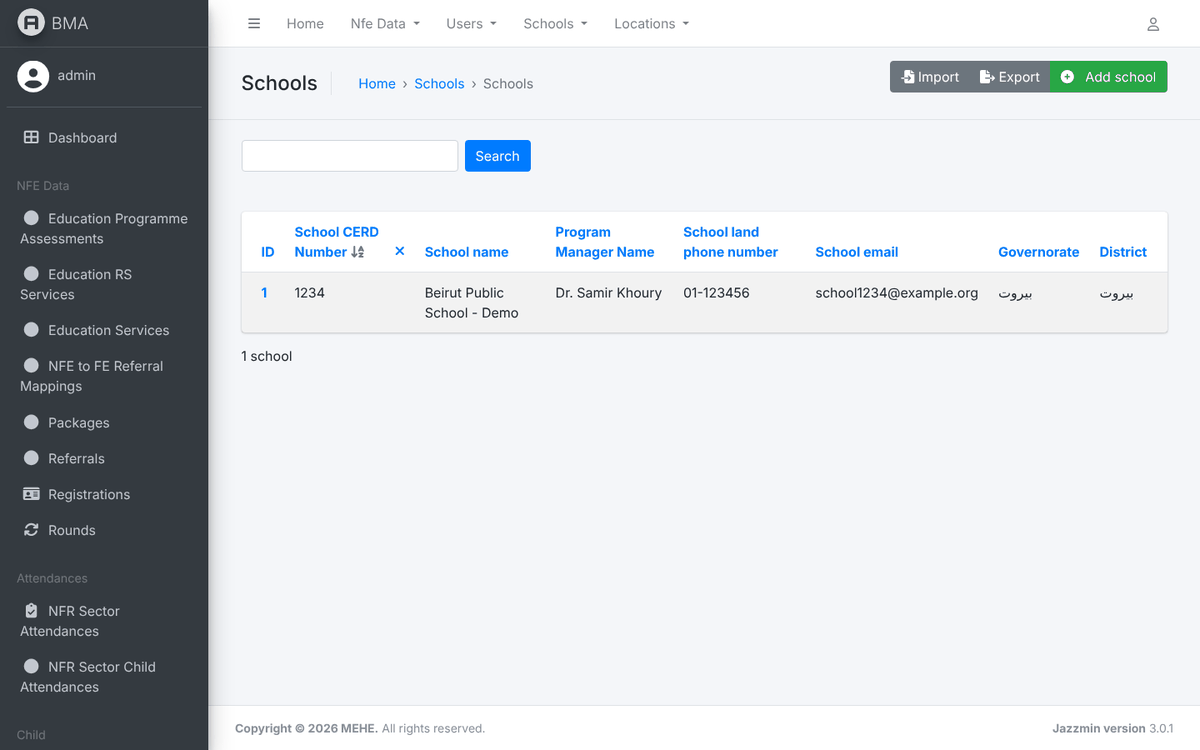 BMA
Home
Nfe Data
Users
Schools
Locations
admin
Dashboard
NFE Data
Education Programme
Assessments
Education RS
Services
Education Services
NFE to FE Referral
Mappings
Packages
Referrals
Registrations
Rounds
Attendances
NFR Sector
Attendances
NFR Sector Child
Attendances
Child
Schools
Home › Schools › Schools
Import
Export
Add school
Search
ID
School CERD
Number
School name
Program
Manager Name
School land
phone number
School email
Governorate
District
1
1234
Beirut Public
School - Demo
Dr. Samir Khoury
01-123456
school1234@example.org
بيروت
بيروت
1 school
Copyright © 2026 MEHE. All rights reserved.
Jazzmin version 3.0.1